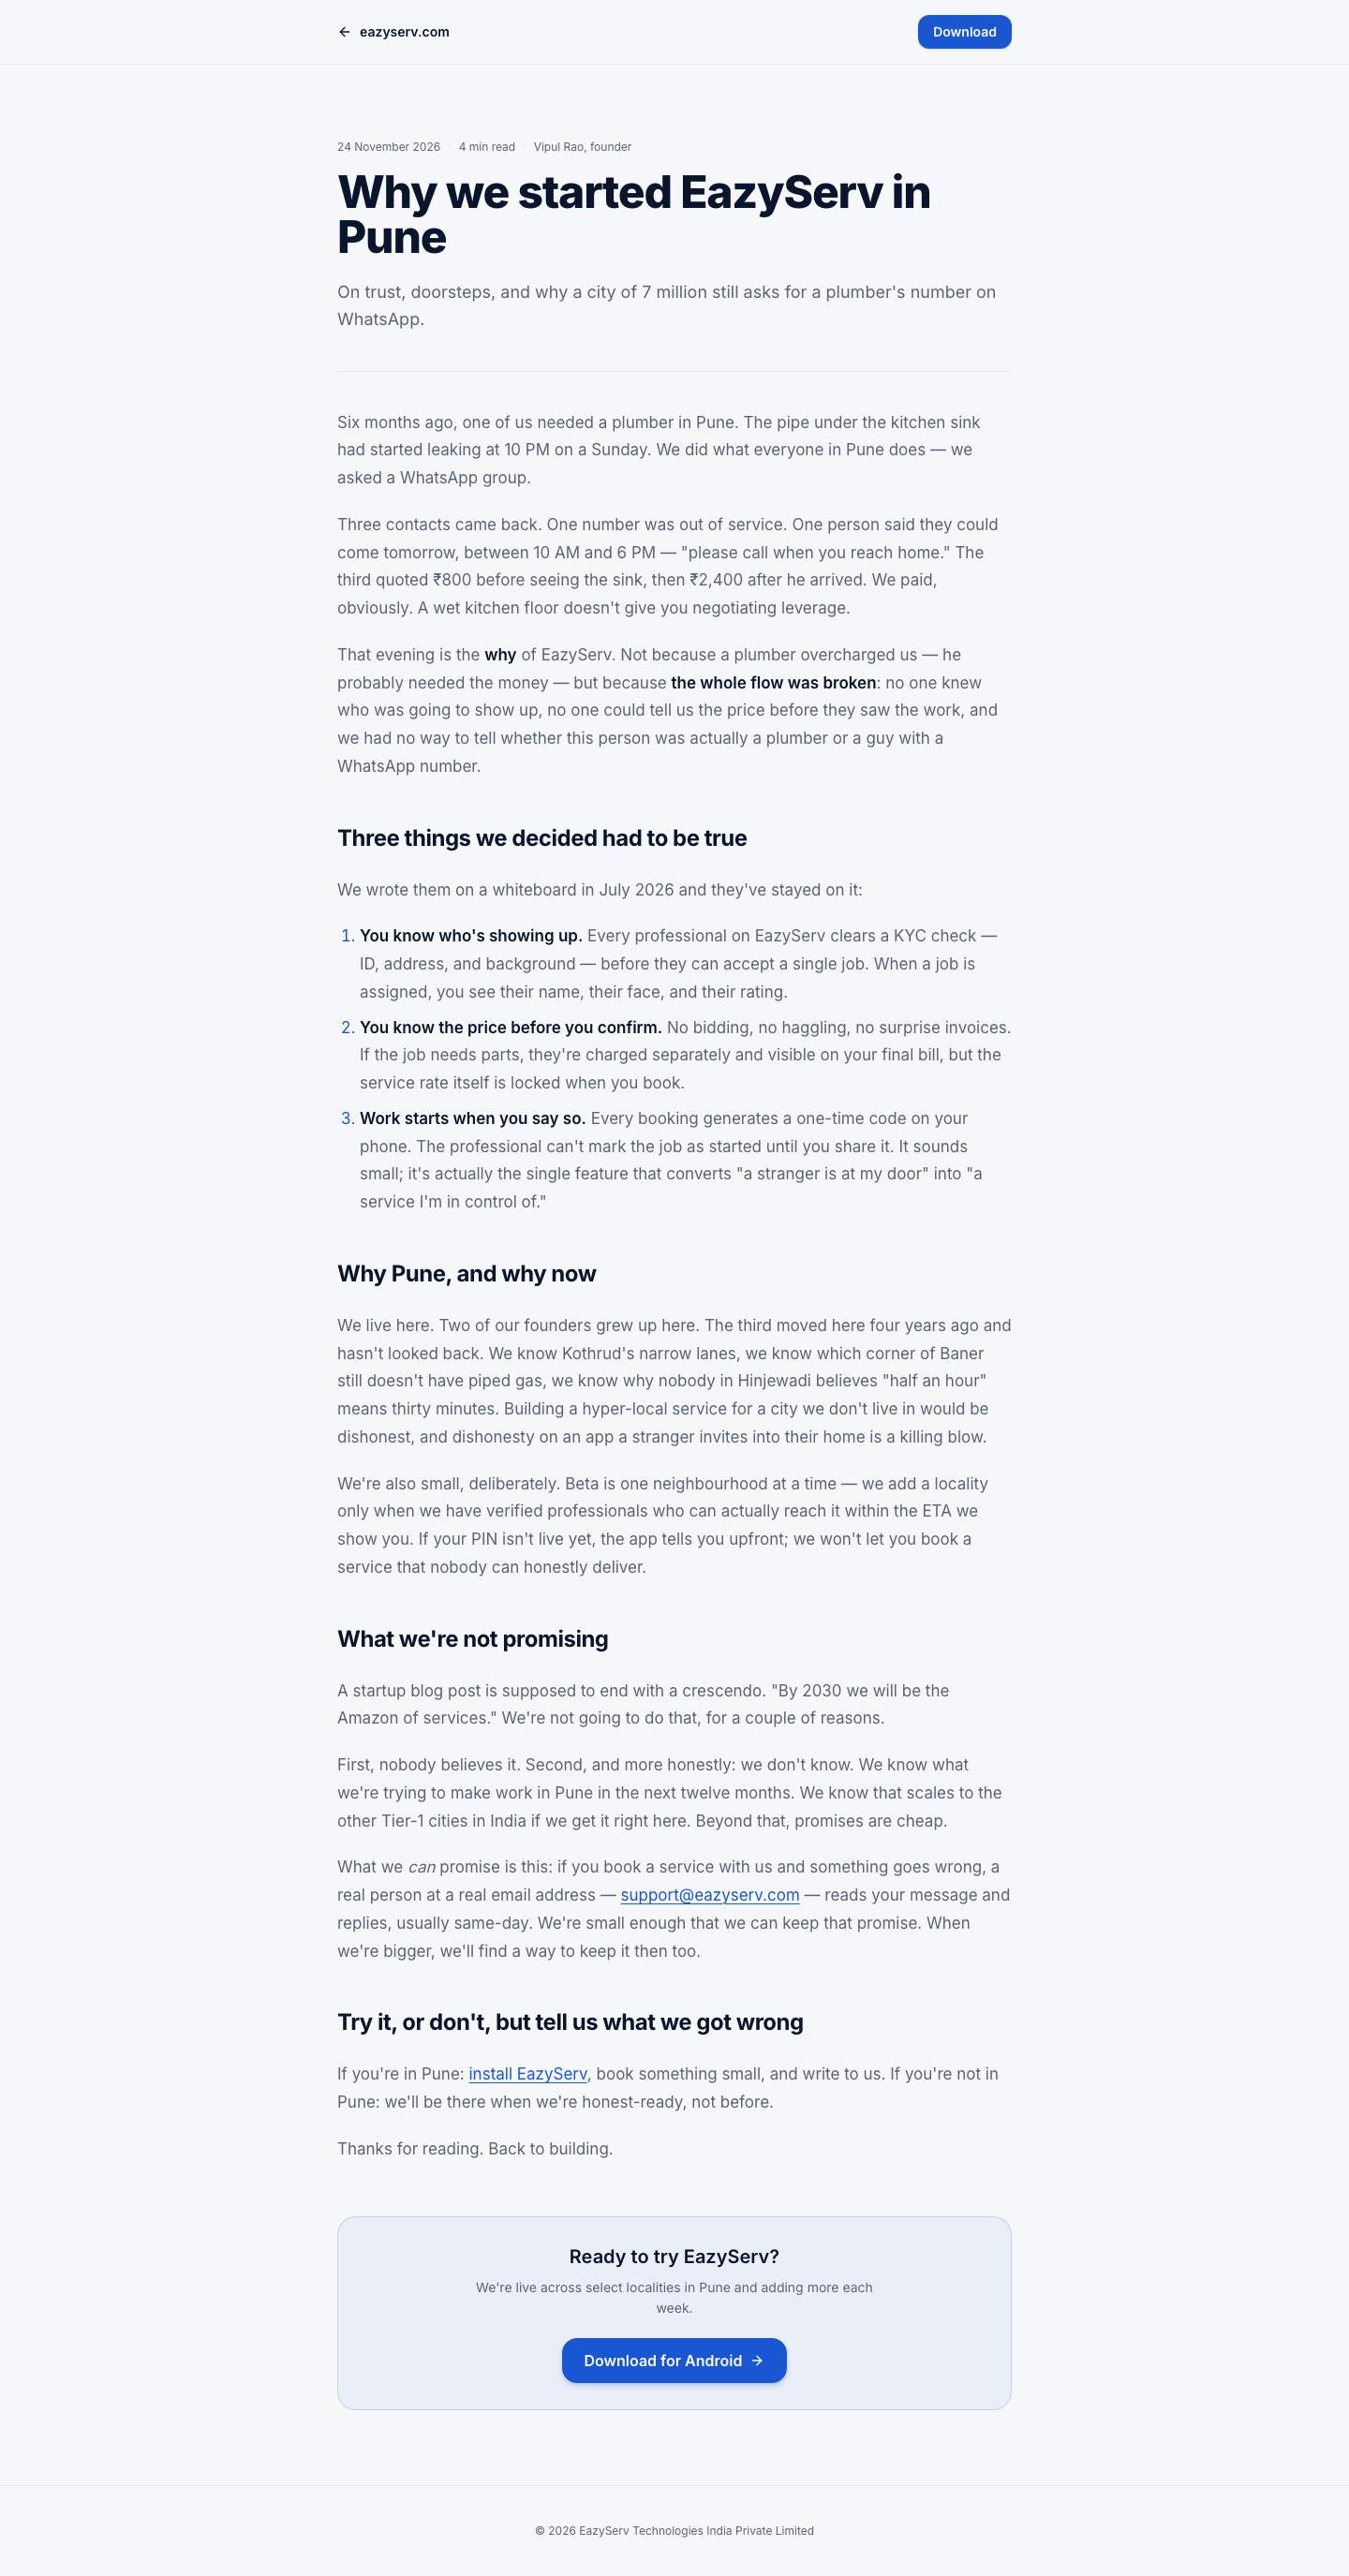 eazyserv.com
Download
24 November 2026 · 4 min read · Vipul Rao, founder
Why we started EazyServ in
Pune
On trust, doorsteps, and why a city of 7 million still asks for a plumber's number on
WhatsApp.
Six months ago, one of us needed a plumber in Pune. The pipe under the kitchen sink
had started leaking at 10 PM on a Sunday. We did what everyone in Pune does — we
asked a WhatsApp group.
Three contacts came back. One number was out of service. One person said they could
come tomorrow, between 10 AM and 6 PM — "please call when you reach home." The
third quoted ₹800 before seeing the sink, then ₹2,400 after he arrived. We paid,
obviously. A wet kitchen floor doesn't give you negotiating leverage.
That evening is the why of EazyServ. Not because a plumber overcharged us — he
probably needed the money — but because the whole flow was broken: no one knew
who was going to show up, no one could tell us the price before they saw the work, and
we had no way to tell whether this person was actually a plumber or a guy with a
WhatsApp number.
Three things we decided had to be true
We wrote them on a whiteboard in July 2026 and they've stayed on it:
1. You know who's showing up. Every professional on EazyServ clears a KYC check —
ID, address, and background — before they can accept a single job. When a job is
assigned, you see their name, their face, and their rating.
2. You know the price before you confirm. No bidding, no haggling, no surprise invoices.
If the job needs parts, they're charged separately and visible on your final bill, but the
service rate itself is locked when you book.
3. Work starts when you say so. Every booking generates a one-time code on your
phone. The professional can't mark the job as started until you share it. It sounds
small; it's actually the single feature that converts "a stranger is at my door" into "a
service I'm in control of."
Why Pune, and why now
We live here. Two of our founders grew up here. The third moved here four years ago and
hasn't looked back. We know Kothrud's narrow lanes, we know which corner of Baner
still doesn't have piped gas, we know why nobody in Hinjewadi believes "half an hour"
means thirty minutes. Building a hyper-local service for a city we don't live in would be
dishonest, and dishonesty on an app a stranger invites into their home is a killing blow.
We're also small, deliberately. Beta is one neighbourhood at a time — we add a locality
only when we have verified professionals who can actually reach it within the ETA we
show you. If your PIN isn't live yet, the app tells you upfront; we won't let you book a
service that nobody can honestly deliver.
What we're not promising
A startup blog post is supposed to end with a crescendo. "By 2030 we will be the
Amazon of services." We're not going to do that, for a couple of reasons.
First, nobody believes it. Second, and more honestly: we don't know. We know what
we're trying to make work in Pune in the next twelve months. We know that scales to the
other Tier-1 cities in India if we get it right here. Beyond that, promises are cheap.
What we can promise is this: if you book a service with us and something goes wrong, a
real person at a real email address — support@eazyserv.com — reads your message and
replies, usually same-day. We're small enough that we can keep that promise. When
we're bigger, we'll find a way to keep it then too.
Try it, or don't, but tell us what we got wrong
If you're in Pune: install EazyServ, book something small, and write to us. If you're not in
Pune: we'll be there when we're honest-ready, not before.
Thanks for reading. Back to building.
Ready to try EazyServ?
We're live across select localities in Pune and adding more each
week.
Download for Android
© 2026 EazyServ Technologies India Private Limited